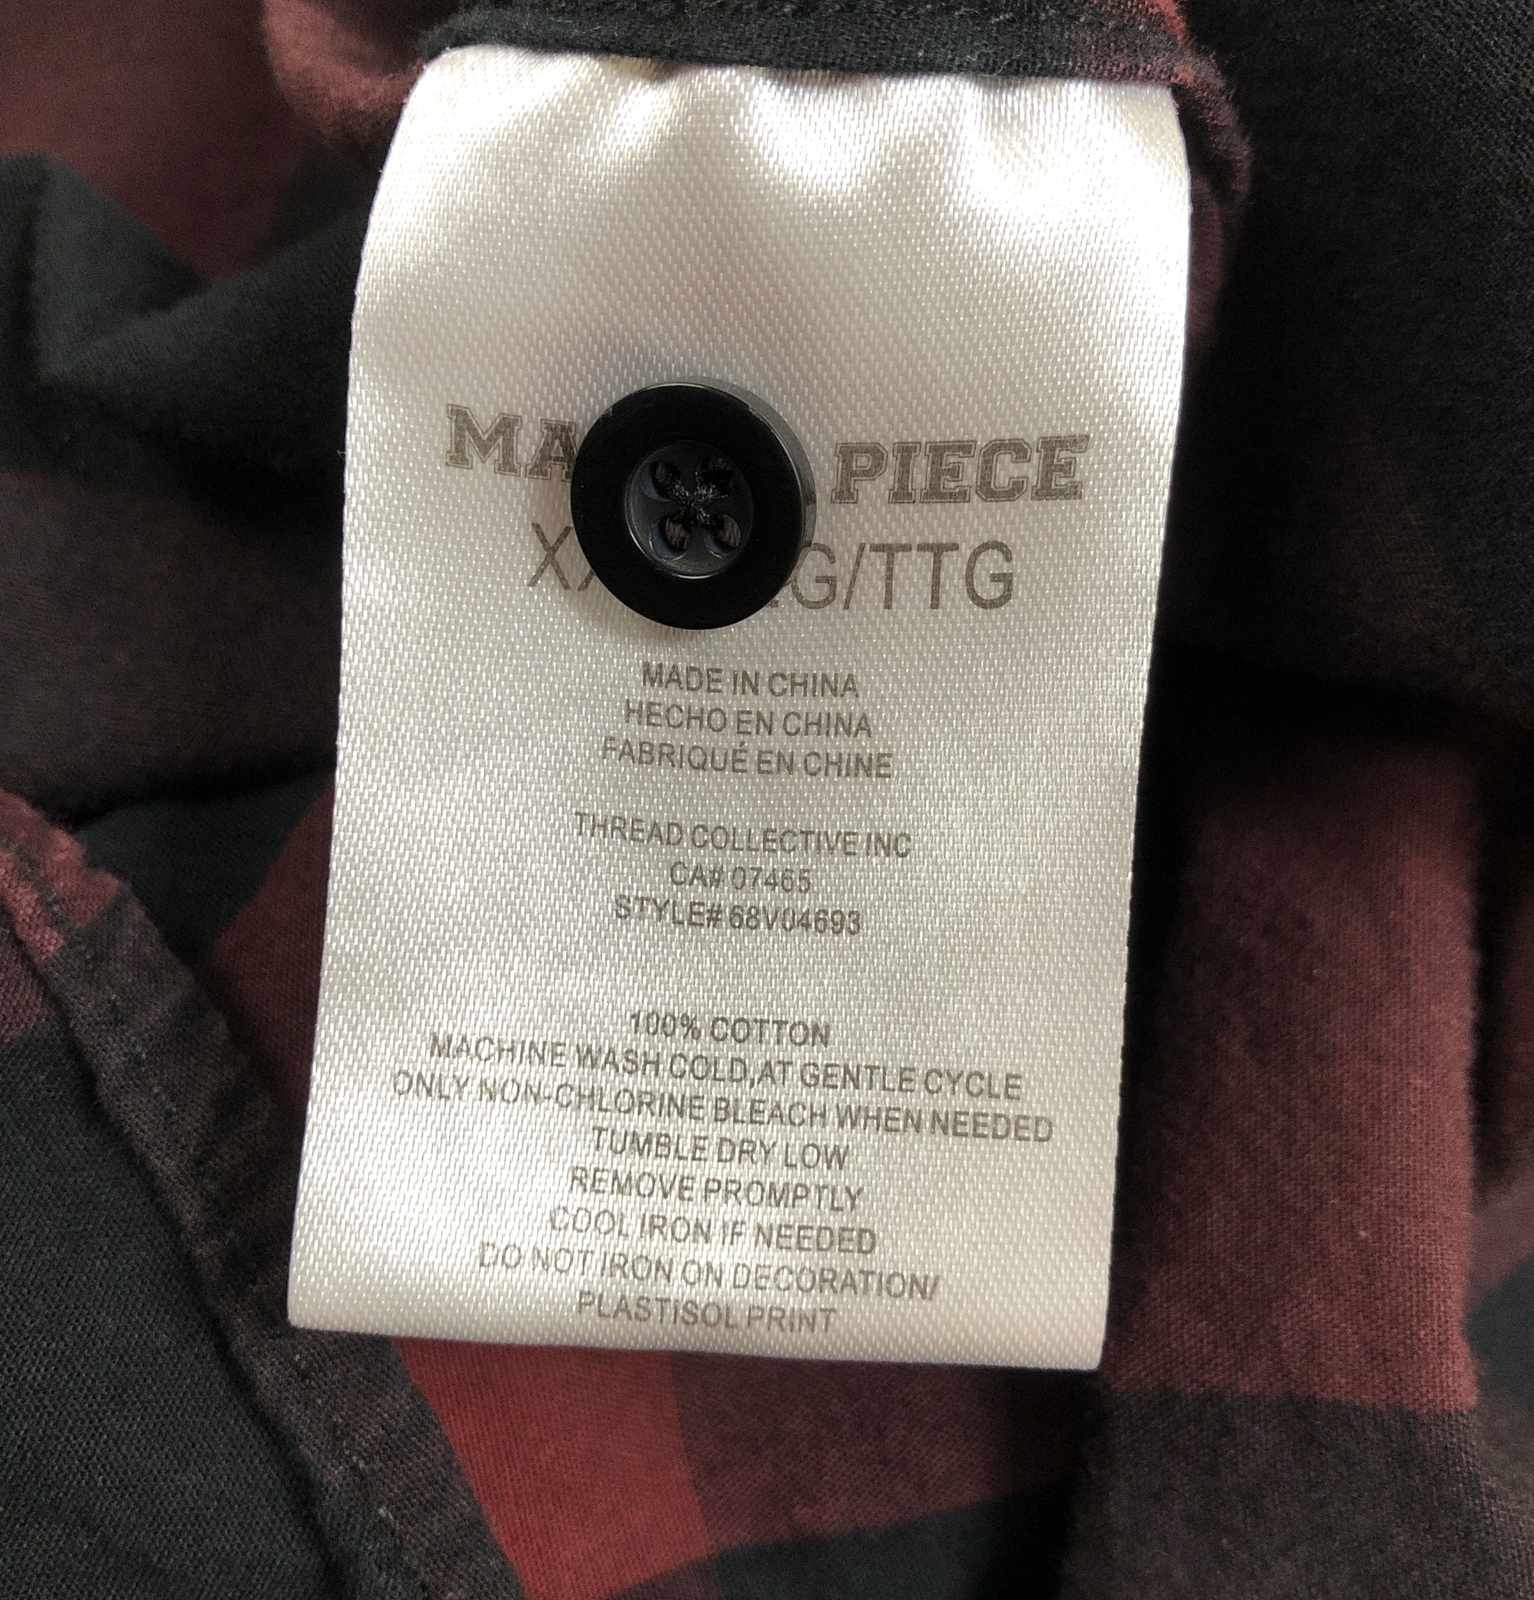 PIECE
MADE IN CHINA
HECHO EN CHINA
FABRIQUÉ EN CHINE
THREAD COLLECTIVE INC
CA# 07465
STYLE# 68V04693
100% COTTON
MACHINE WASH COLD,AT GENTLE CYCLE
ONLY NON-CHLORINE BLEACH WHEN NEEDED
TUMBLE DRY LOW
REMOVE PROMPTLY
COOL IRON IF NEEDED
DO NOT IRON ON DECORATION/
PLASTISOL PRINT